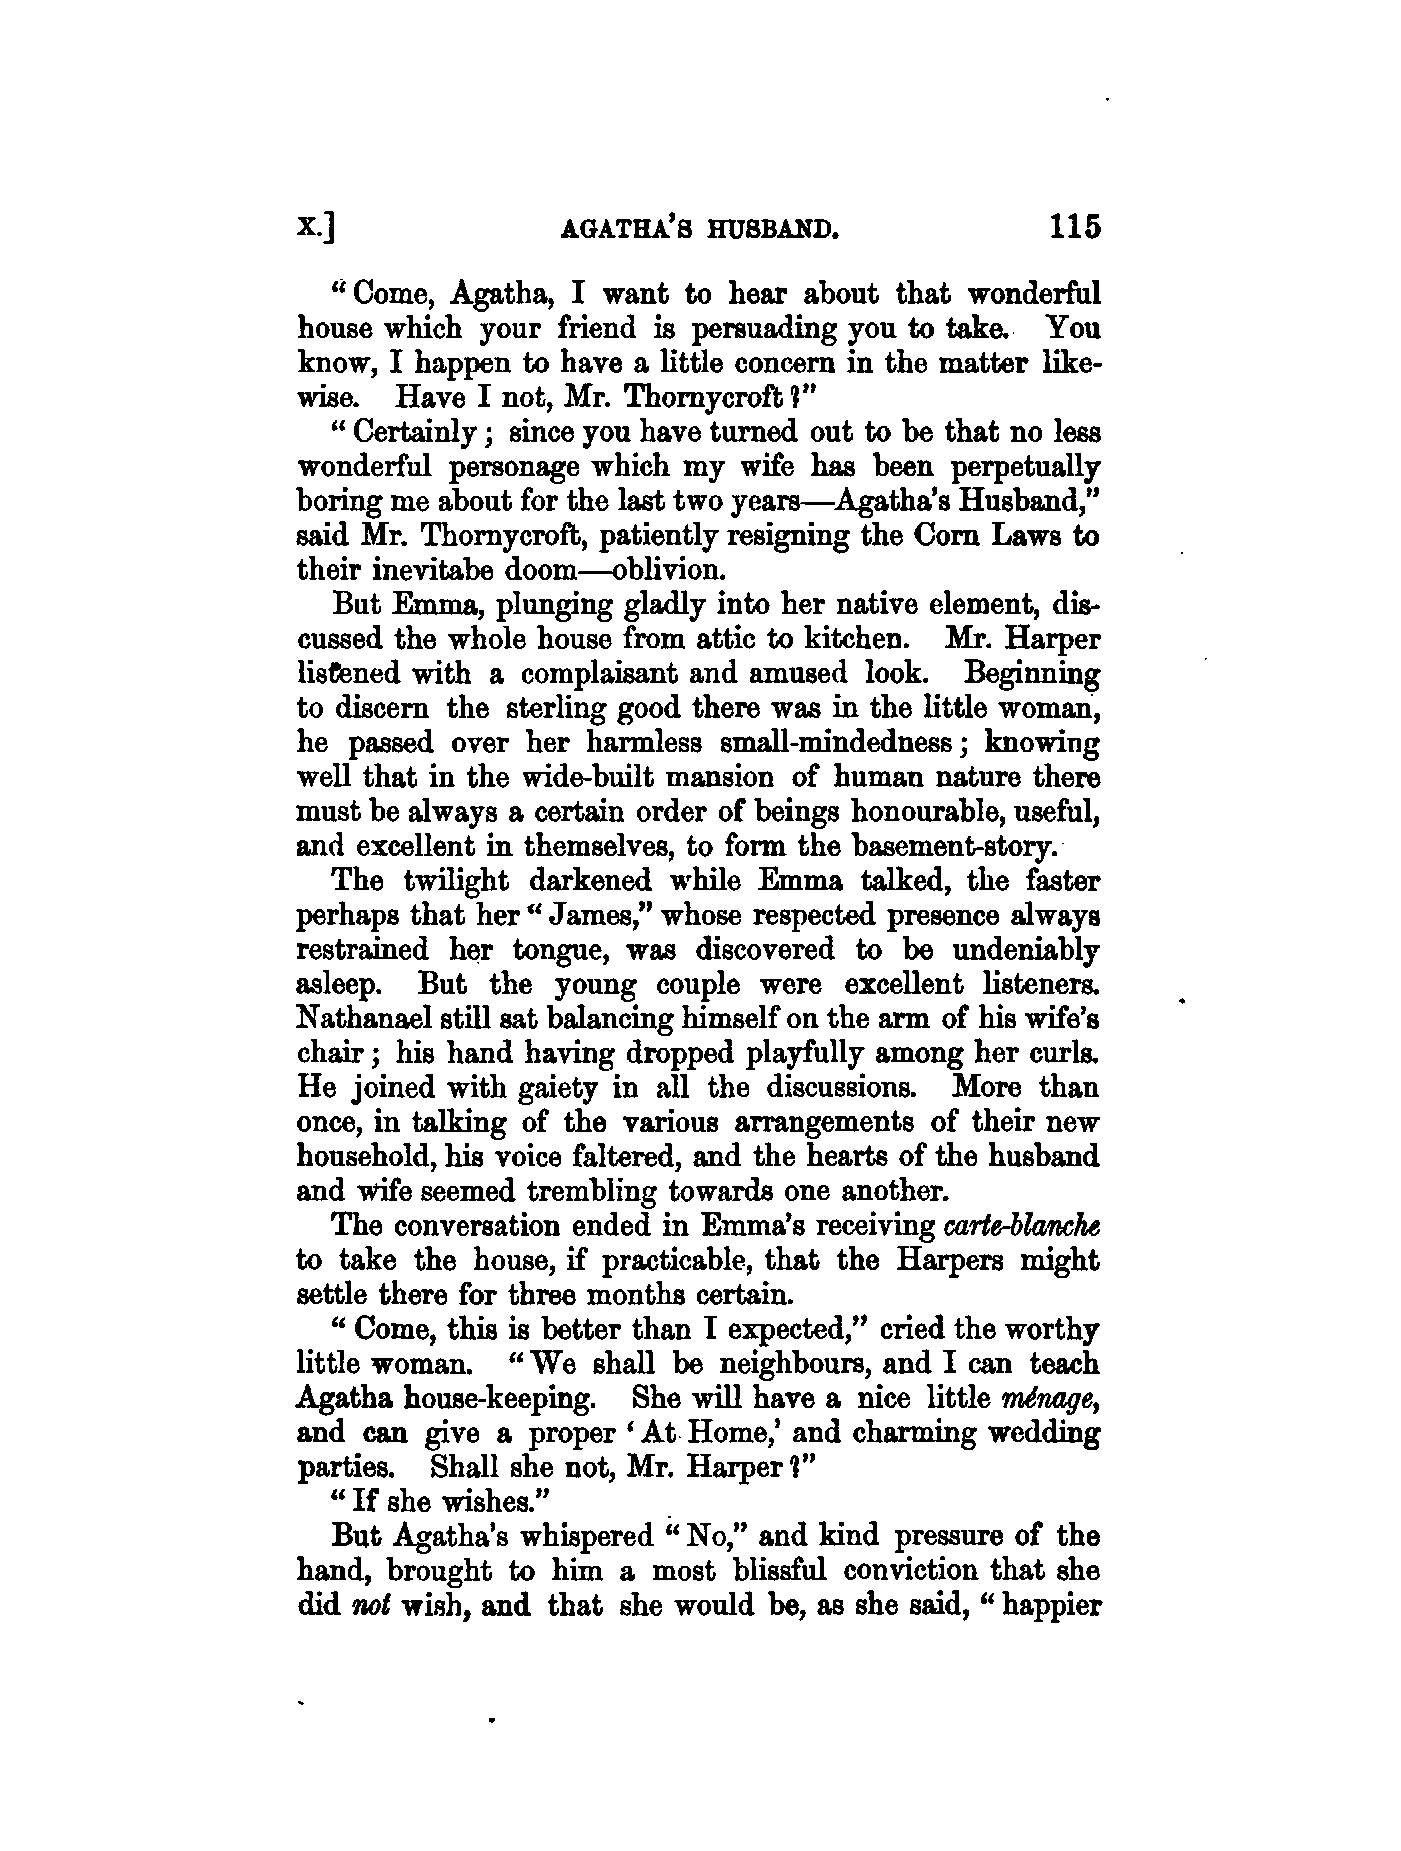 X.] AGATHA'S HUSBAND. 115
"Come, Agatha, I want to hear about that wonderful
house which your friend is persuading you to take. You
know, I happen to have a little concern in the matter like-
wise. Have I not, Mr. Thornycroft?"
"Certainly; since you have turned out to be that no less
wonderful personage which my wife has been perpetually
boring me about for the last two years—Agatha's Husband,"
said Mr. Thornycroft, patiently resigning the Corn Laws to
their inevitabe doom—oblivion.
But Emma, plunging gladly into her native element, dis-
cussed the whole house from attic to kitchen. Mr. Harper
listened with a complaisant and amused look. Beginning
to discern the sterling good there was in the little woman,
he passed over her harmless small-mindedness; knowing
well that in the wide-built mansion of human nature there
must be always a certain order of beings honourable, useful,
and excellent in themselves, to form the basement-story.
The twilight darkened while Emma talked, the faster
perhaps that her "James," whose respected presence always
restrained her tongue, was discovered to be undeniably
asleep. But the young couple were excellent listeners.
Nathanael still sat balancing himself on the arm of his wife's
chair; his hand having dropped playfully among her curls.
He joined with gaiety in all the discussions. More than
once, in talking of the various arrangements of their new
household, his voice faltered, and the hearts of the husband
and wife seemed trembling towards one another.
The conversation ended in Emma's receiving carte-blanche
to take the house, if practicable, that the Harpers might
settle there for three months certain.
"Come, this is better than I expected," cried the worthy
little woman. "We shall be neighbours, and I can teach
Agatha house-keeping. She will have a nice little ménage,
and can give a proper 'At Home,' and charming wedding
parties. Shall she not, Mr. Harper?"
"If she wishes."
But Agatha's whispered "No," and kind pressure of the
hand, brought to him a most blissful conviction that she
did not wish, and that she would be, as she said, "happier